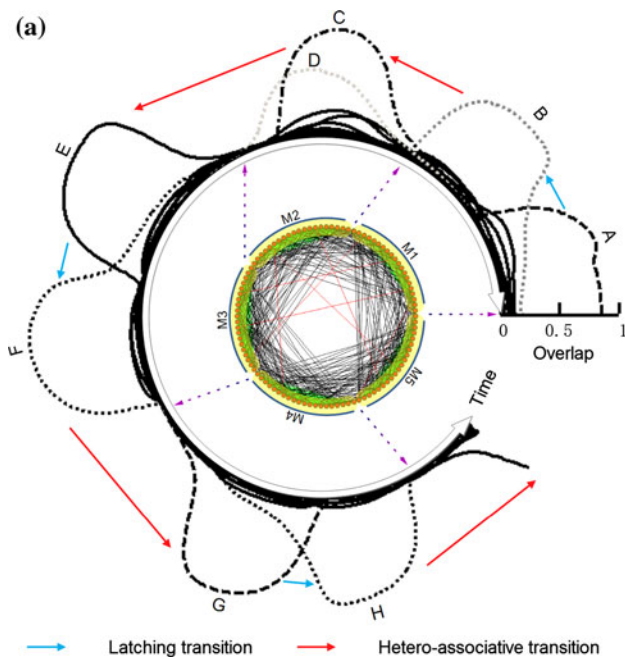 (a)
C
D
B
E
A
M2
M1
M3
M5
M4
F
0 0.5 1
Overlap
Time
G
H
Latching transition
Hetero-associative transition